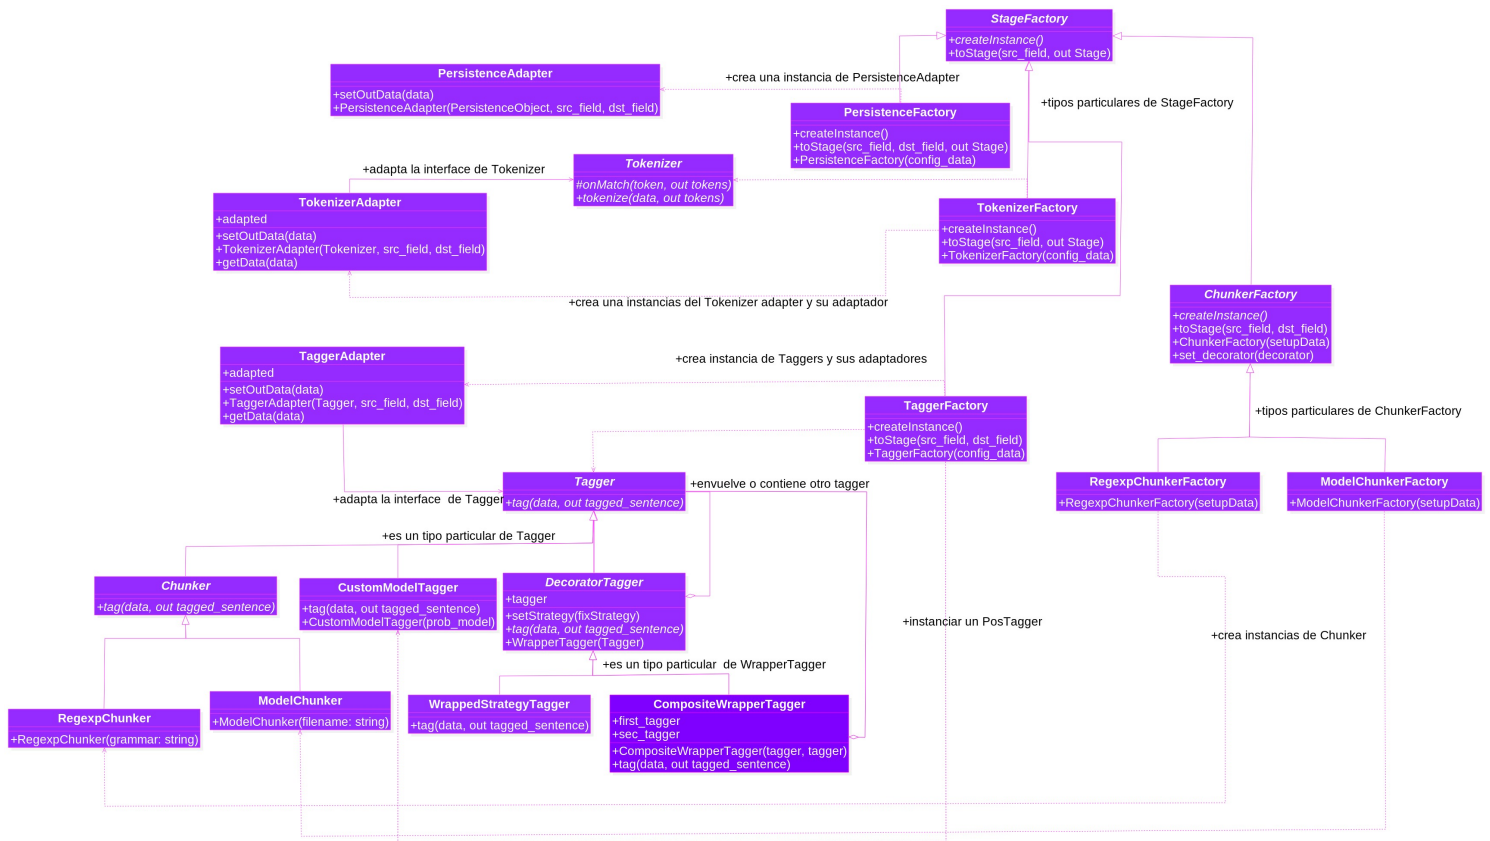 StageFactory
+createInstance()
+toStage(src_field, out Stage)
PersistenceAdapter
+setOutData(data)
+PersistenceAdapter(PersistenceObject, src_field, dst_field)
+crea una instancia de PersistenceAdapter
+tipos particulares de StageFactory
PersistenceFactory
+createInstance()
+toStage(src_field, dst_field, out Stage)
+PersistenceFactory(config_data)
+adapta la interface de Tokenizer
Tokenizer
#onMatch(token, out tokens)
+tokenize(data, out tokens)
TokenizerAdapter
+adapted
+setOutData(data)
+TokenizerAdapter(Tokenizer, src_field, dst_field)
+getData(data)
TokenizerFactory
+createInstance()
+toStage(src_field, out Stage)
+TokenizerFactory(config_data)
+crea una instancias del Tokenizer adapter y su adaptador
ChunkerFactory
+createInstance()
+toStage(src_field, dst_field)
+ChunkerFactory(setupData)
+set_decorator(decorator)
TaggerAdapter
+adapted
+setOutData(data)
+TaggerAdapter(Tagger, src_field, dst_field)
+getData(data)
+crea instancia de Taggers y sus adaptadores
TaggerFactory
+createInstance()
+toStage(src_field, dst_field)
+TaggerFactory(config_data)
+tipos particulares de ChunkerFactory
Tagger
+tag(data, out tagged_sentence)
+envuelve o contiene otro tagger
+adapta la interface  de Tagger
RegexpChunkerFactory
+RegexpChunkerFactory(setupData)
ModelChunkerFactory
+ModelChunkerFactory(setupData)
+es un tipo particular de Tagger
Chunker
+tag(data, out tagged_sentence)
CustomModelTagger
+tag(data, out tagged_sentence)
+CustomModelTagger(prob_model)
DecoratorTagger
+tagger
+setStrategy(fixStrategy)
+tag(data, out tagged_sentence)
+WrapperTagger(Tagger)
+instanciar un PosTagger
+crea instancias de Chunker
+es un tipo particular  de WrapperTagger
RegexpChunker
+RegexpChunker(grammar: string)
ModelChunker
+ModelChunker(filename: string)
WrappedStrategyTagger
+tag(data, out tagged_sentence)
CompositeWrapperTagger
+first_tagger
+sec_tagger
+CompositeWrapperTagger(tagger, tagger)
+tag(data, out tagged_sentence)